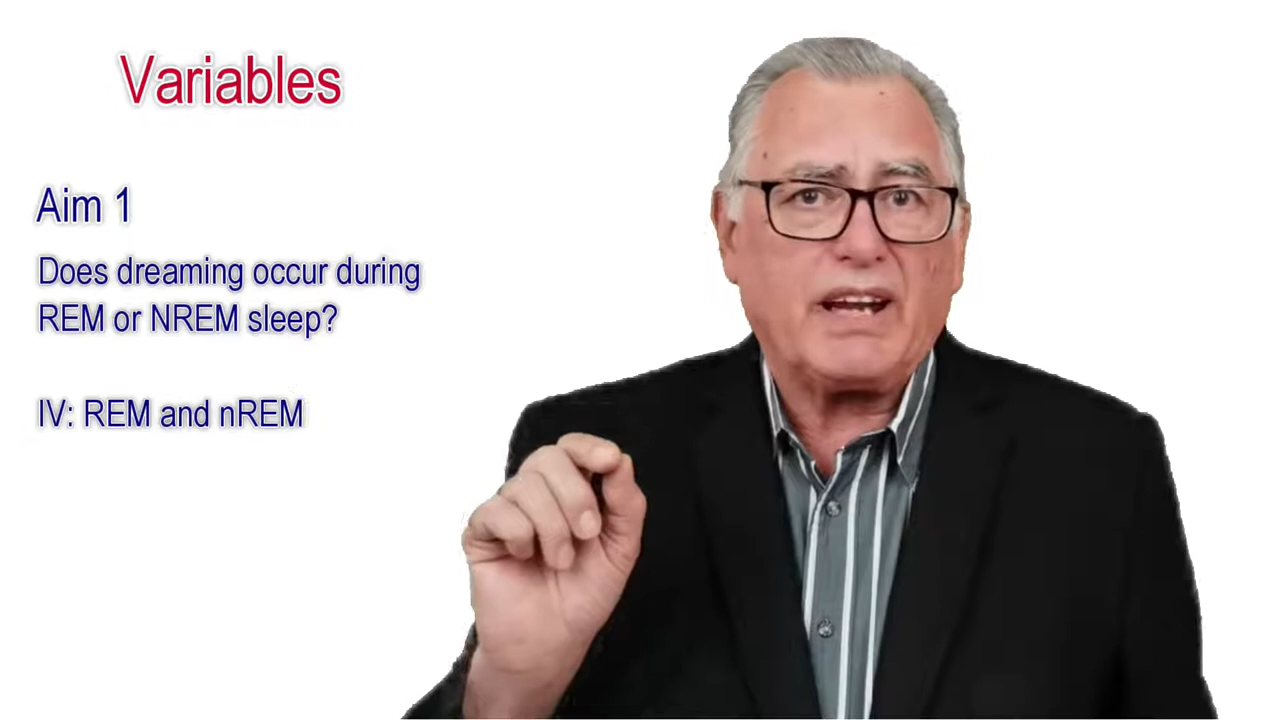 Variables
Aim 1
Does dreaming occur during
REM or NREM sleep?
IV: REM and nREM